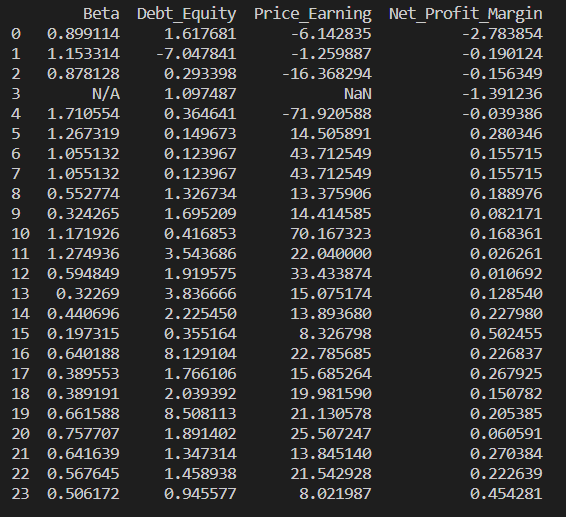 Beta Debt_Equity Price_Earning Net_Profit_Margin
0 0.899114 1.617681 -6.142835 -2.783854
1 1.153314 -7.047841 -1.259887 -0.190124
2 0.878128 0.293398 -16.368294 -0.156349
3 N/A 1.097487 NaN -1.391236
4 1.710554 0.364641 -71.920588 -0.039386
5 1.267319 0.149673 14.505891 0.280346
6 1.055132 0.123967 43.712549 0.155715
7 1.055132 0.123967 43.712549 0.155715
8 0.552774 1.326734 13.375906 0.188976
9 0.324265 1.695209 14.414585 0.082171
10 1.171926 0.416853 70.167323 0.168361
11 1.274936 3.543686 22.040000 0.026261
12 0.594849 1.919575 33.433874 0.010692
13 0.32269 3.836666 15.075174 0.128540
14 0.440696 2.225450 13.893680 0.227980
15 0.197315 0.355164 8.326798 0.502455
16 0.640188 8.129104 22.785685 0.226837
17 0.389553 1.766106 15.685264 0.267925
18 0.389191 2.039392 19.981590 0.150782
19 0.661588 8.508113 21.130578 0.205385
20 0.757707 1.891402 25.507247 0.060591
21 0.641639 1.347314 13.845140 0.270384
22 0.567645 1.458938 21.542928 0.222639
23 0.506172 0.945577 8.021987 0.454281